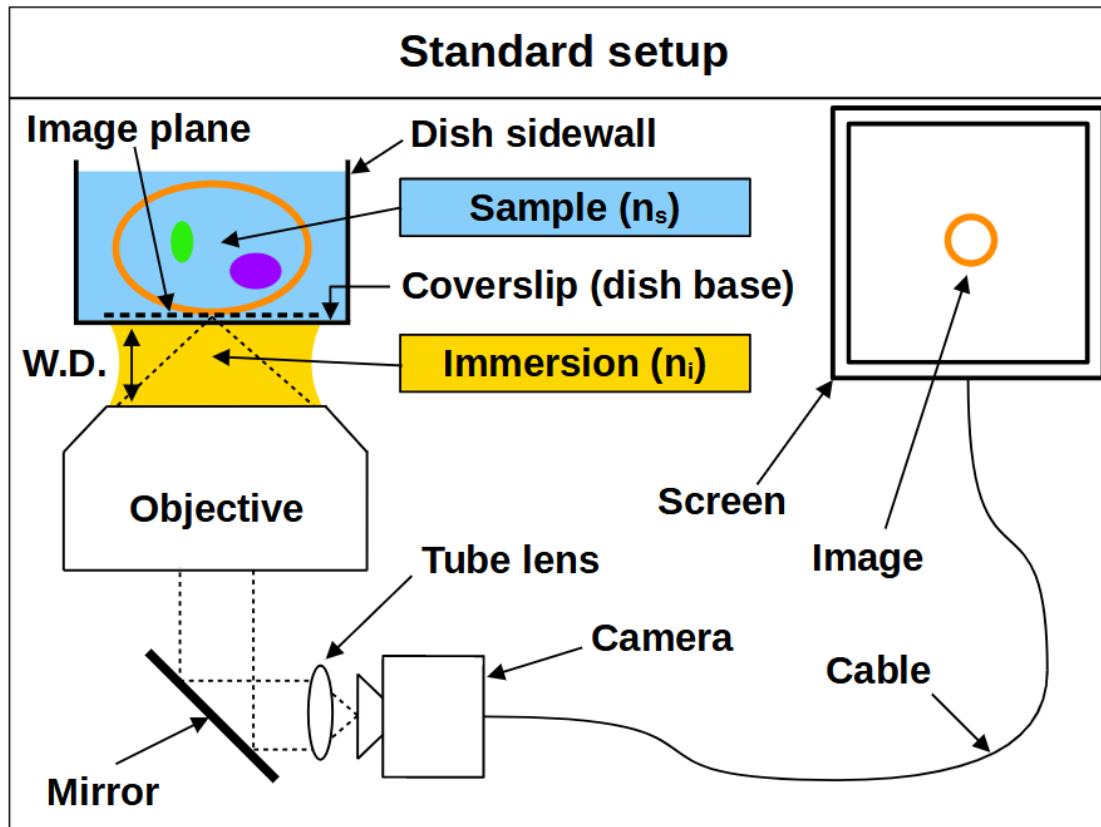 Standard setup
Image plane
Dish sidewall
Sample (nₛ)
Coverslip (dish base)
W.D.
Immersion (nᵢ)
Objective
Screen
Tube lens
Image
Camera
Cable
Mirror